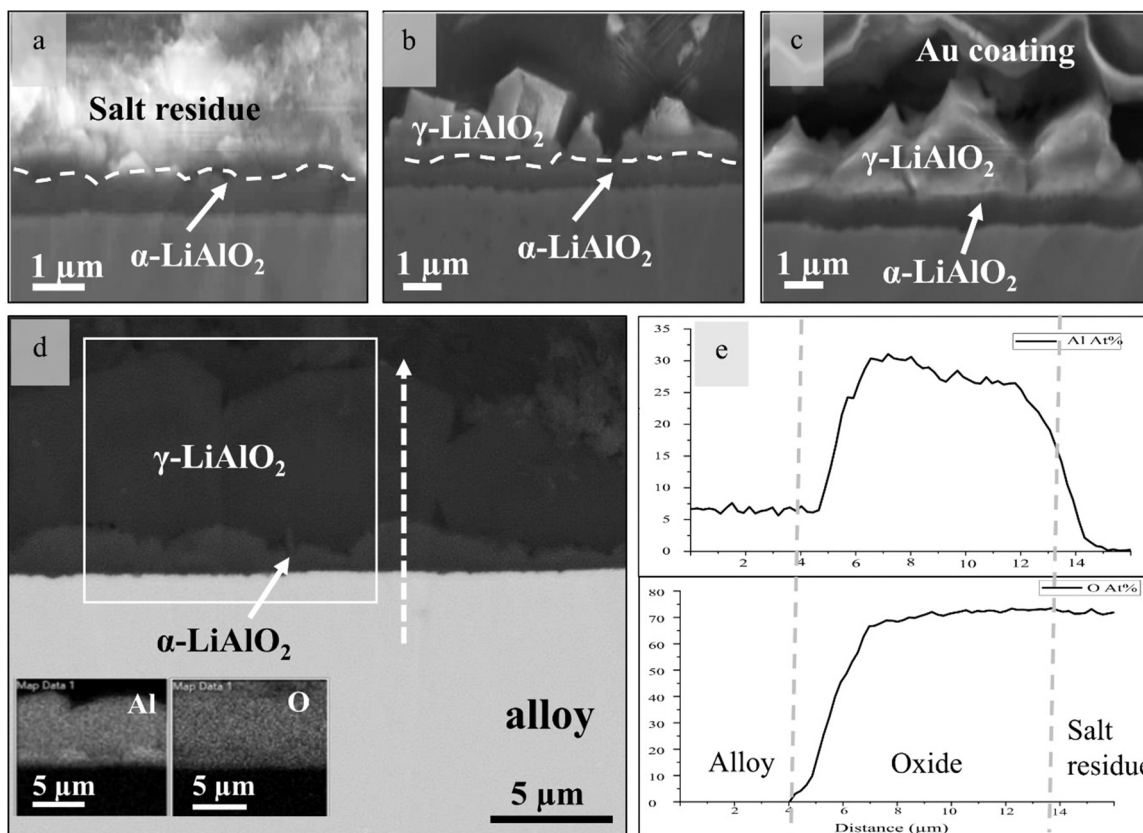 a
Salt residue
α-LiAlO₂
1 µm
b
γ-LiAlO₂
α-LiAlO₂
1 µm
c
Au coating
γ-LiAlO₂
α-LiAlO₂
1 µm
d
γ-LiAlO₂
α-LiAlO₂
alloy
5 µm
Map Data 1
Al
5 µm
Map Data 1
O
5 µm
e
Al At%
35
30
25
20
15
10
5
0
2 4 6 8 10 12 14
O At%
80
70
60
50
40
30
20
10
0
Alloy
Oxide
Salt
residue
2 4 6 8 10 12 14
Distance (µm)